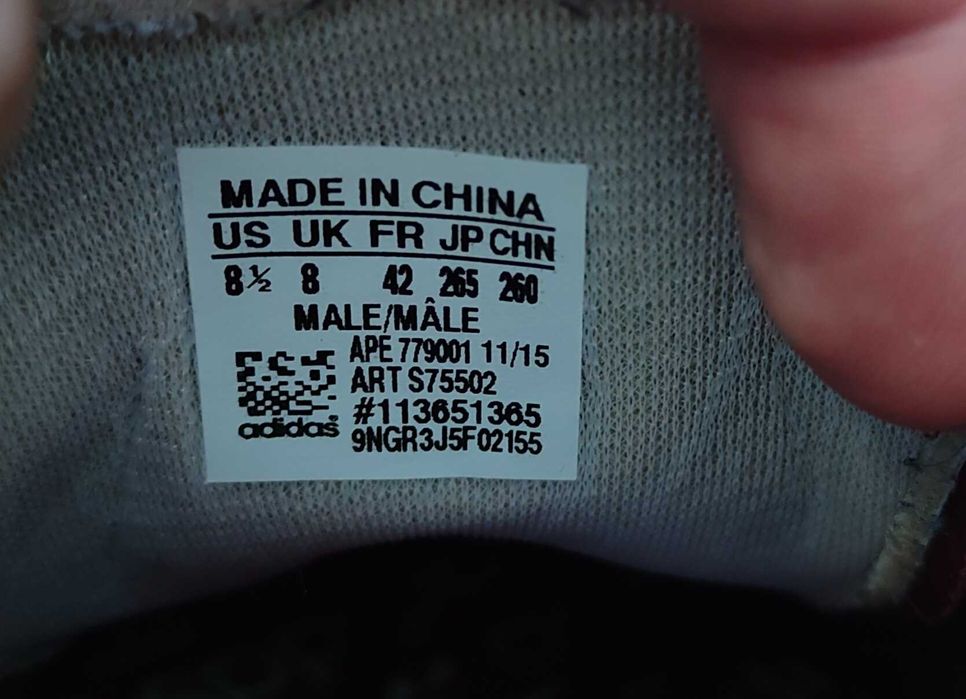 MADE IN CHINA
US UK FR JP CHN
8½ 8 42 265 260
MALE/MÂLE
APE 779001 11/15
ART S75502
#113651365
9NGR3J5F02155
adidas